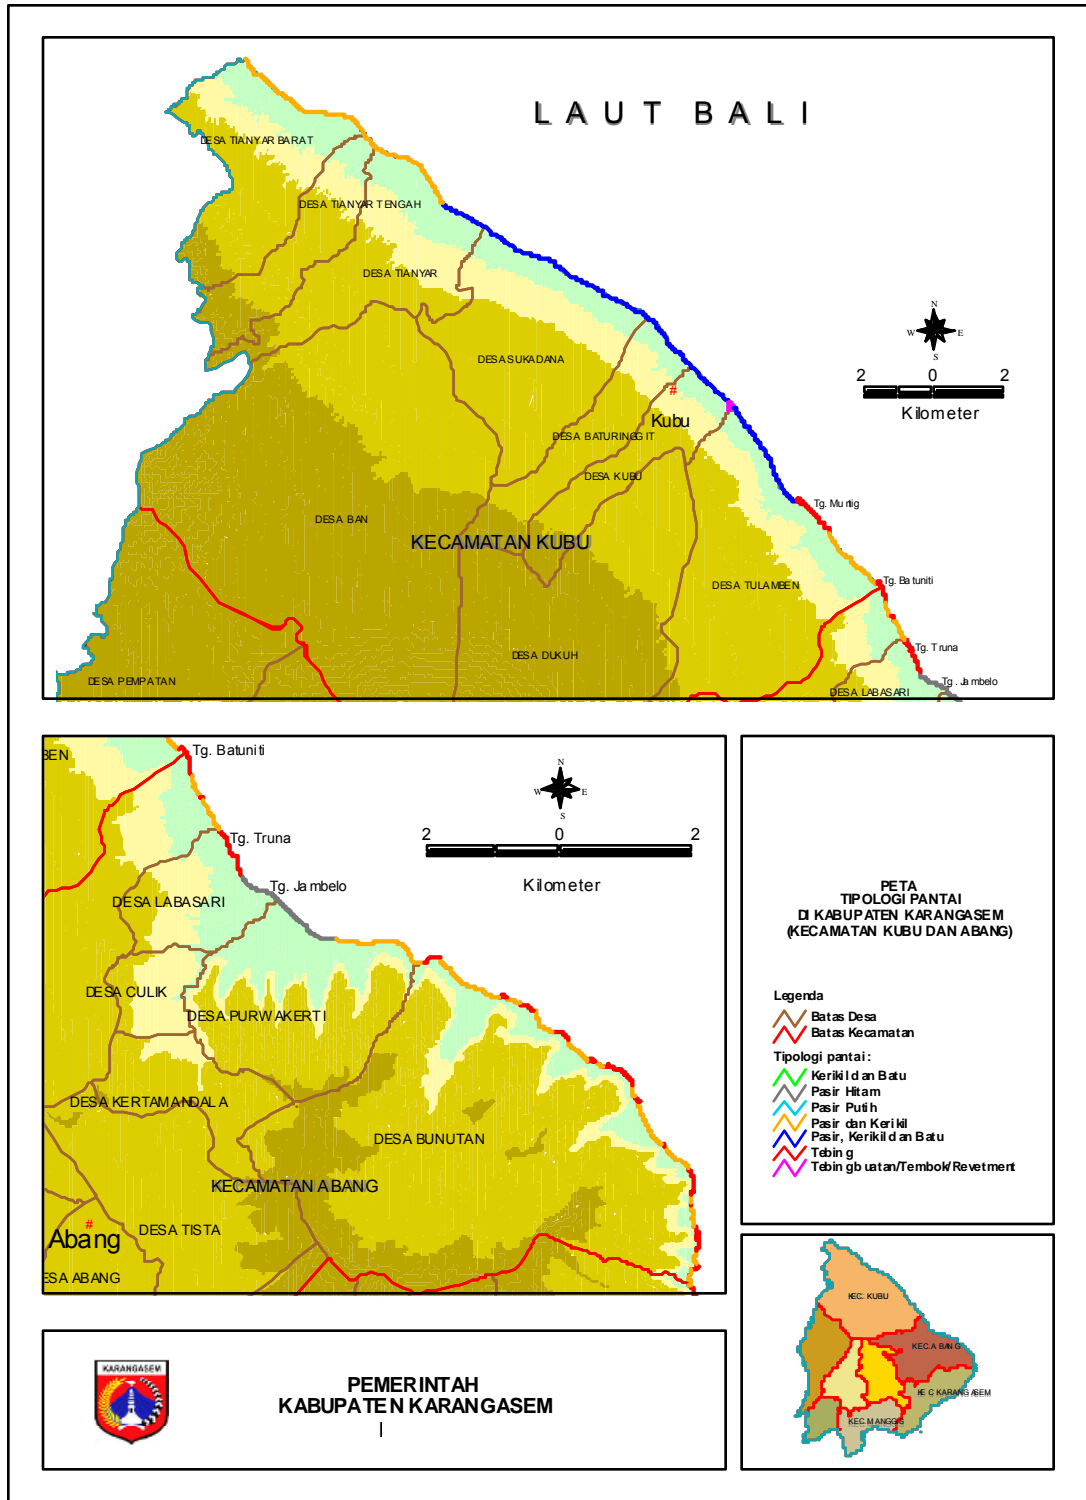 LAUT BALI
DESA TIANYAR BARAT
DESA TIANYAR TENGAH
DESA TIANYAR
N
W E
S
2 0 2
Kilometer
DESA SUKADANA
#
Kubu
DESA BATURINGGIT
DESA KUBU
Tg. Muntig
DESA BAN
KECAMATAN KUBU
DESA TULAMBEN
Tg. Batuniti
DESA DUKUH
Tg. Truna
DESA PEMPATAN
Tg. Jambelo
DESA LABASARI
BEN
Tg. Batuniti
N
W E
S
2 0 2
Kilometer
Tg. Truna
Tg. Jambelo
DESA LABASARI
DESA CULIK
DESA PURWAKERTI
DESA KERTAMANDALA
DESA BUNUTAN
KECAMATAN ABANG
#
Abang
DESA TISTA
ESA ABANG
PETA
TIPOLOGI PANTAI
DI KABUPATEN KARANGASEM
(KECAMATAN KUBU DAN ABANG)
Legenda
Batas Desa
Batas Kecamatan
Tipologi pantai :
Kerikil dan Batu
Pasir Hitam
Pasir Putih
Pasir dan Kerikil
Pasir, Kerikil dan Batu
Tebing
Tebing buatan/Tembok/Revetment
KEC. KUBU
KEC. ABANG
KEC KARANGASEM
KEC. MANGGIS
KARANGASEM
PEMERINTAH
KABUPATEN KARANGASEM